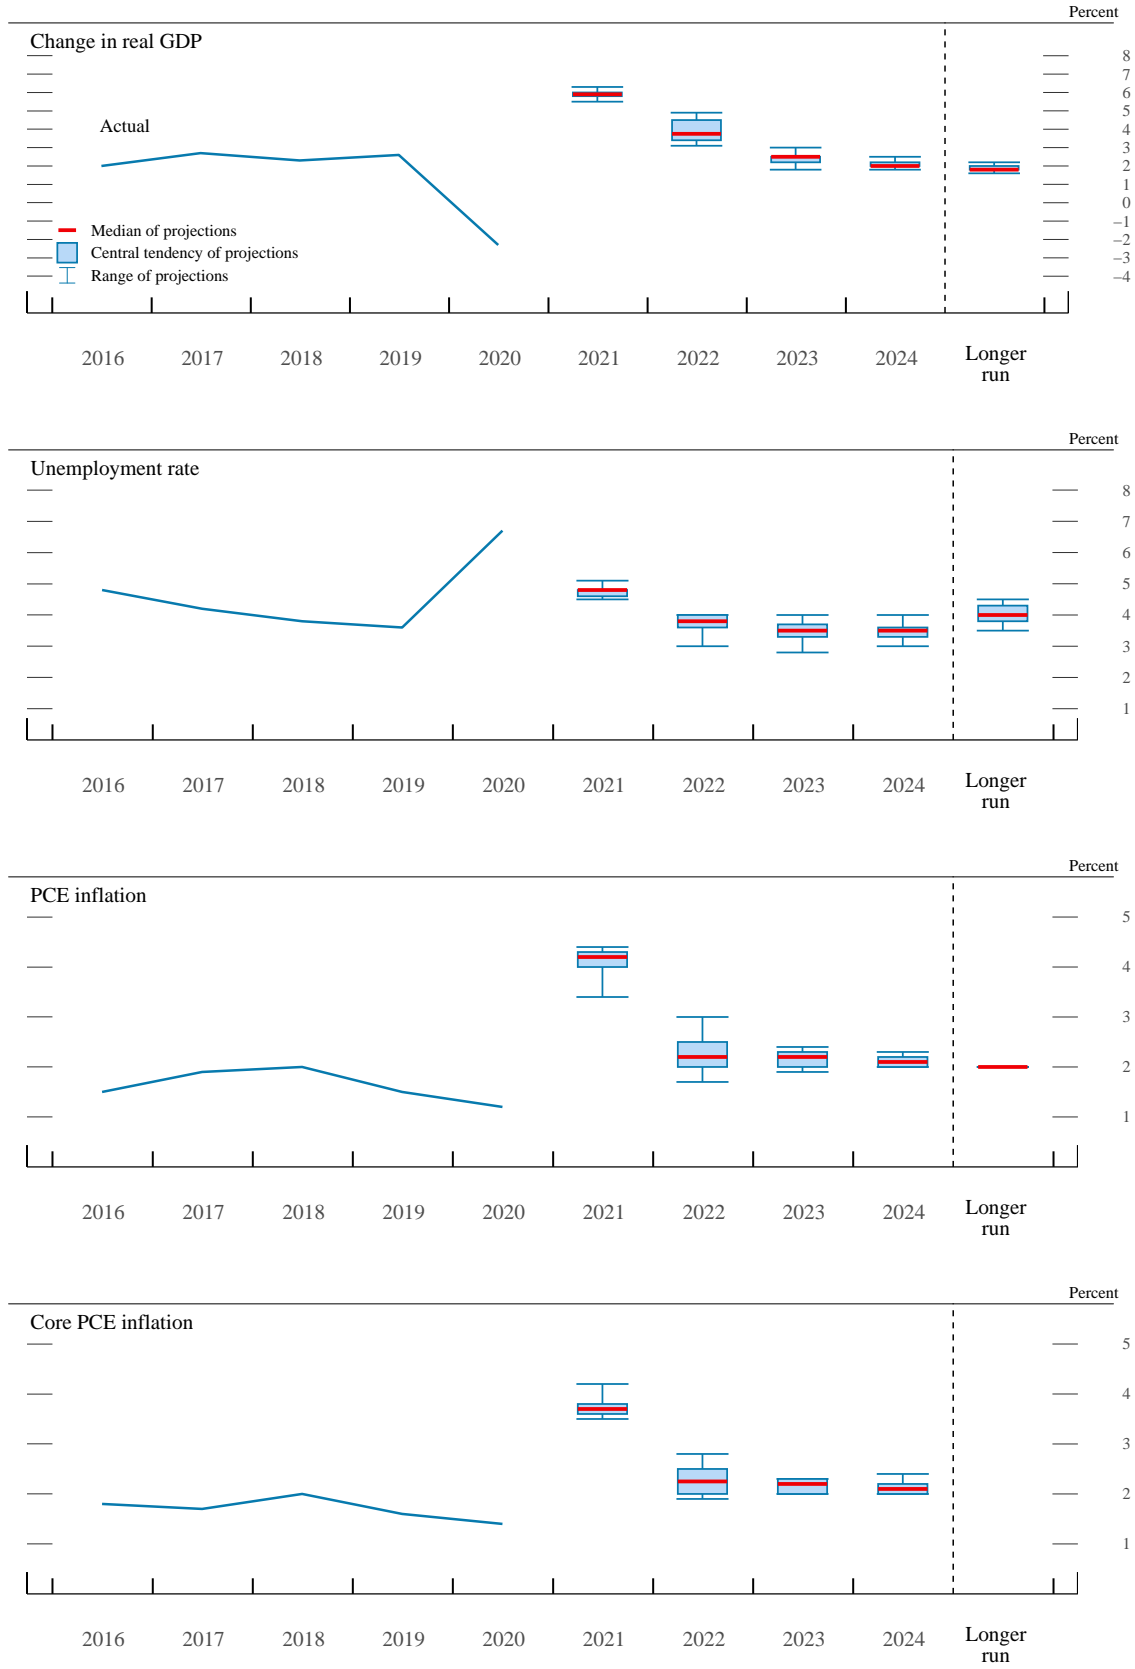 Percent
Change in real GDP
8
7
6
5
4
3
2
1
0
−1
−2
−3
−4
Actual
Median of projections
Central tendency of projections
Range of projections
2016 2017 2018 2019 2020 2021 2022 2023 2024 Longer
run
Percent
Unemployment rate
8
7
6
5
4
3
2
1
2016 2017 2018 2019 2020 2021 2022 2023 2024 Longer
run
Percent
PCE inflation
5
4
3
2
1
2016 2017 2018 2019 2020 2021 2022 2023 2024 Longer
run
Percent
Core PCE inflation
5
4
3
2
1
2016 2017 2018 2019 2020 2021 2022 2023 2024 Longer
run